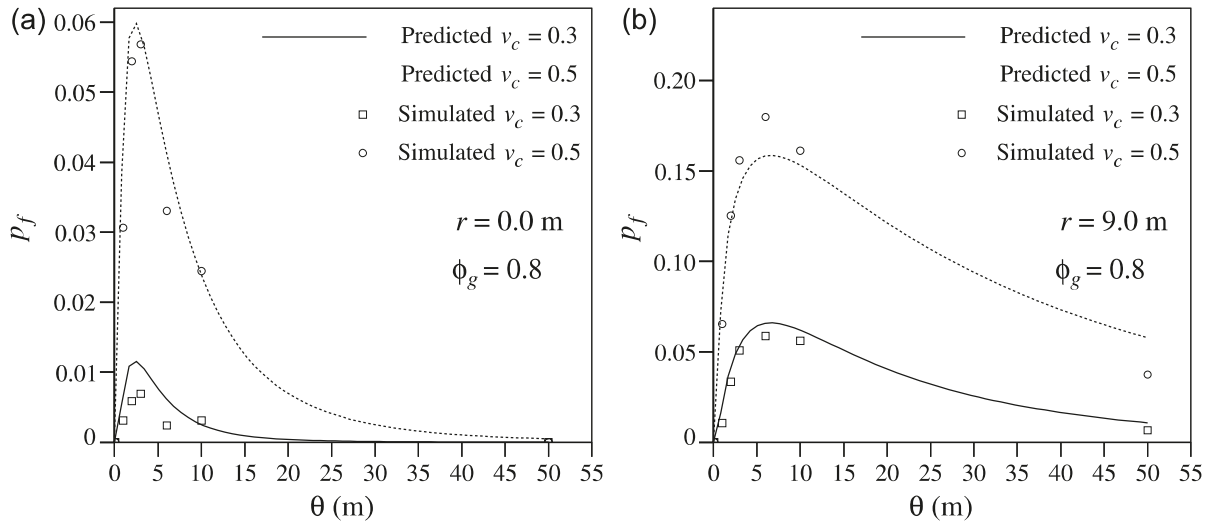 (a)
Predicted v_c = 0.3
Predicted v_c = 0.5
Simulated v_c = 0.3
Simulated v_c = 0.5
r = 0.0 m
ϕ_g = 0.8
p_f
0.06
0.05
0.04
0.03
0.02
0.01
0
0 5 10 15 20 25 30 35 40 45 50 55
θ (m)
(b)
Predicted v_c = 0.3
Predicted v_c = 0.5
Simulated v_c = 0.3
Simulated v_c = 0.5
r = 9.0 m
ϕ_g = 0.8
p_f
0.20
0.15
0.10
0.05
0
0 5 10 15 20 25 30 35 40 45 50 55
θ (m)